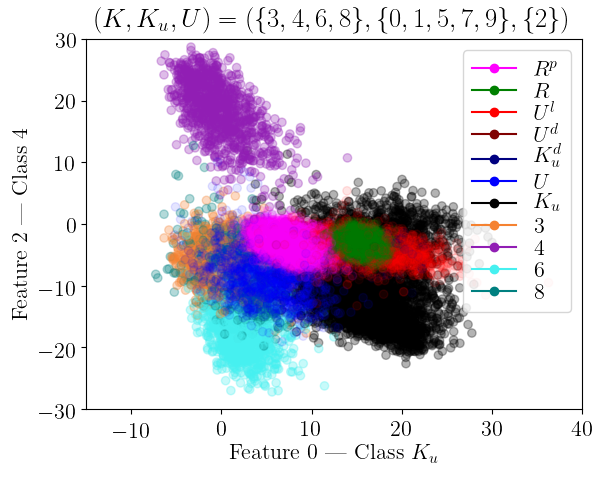 (K, K_u, U) = ({3, 4, 6, 8}, {0, 1, 5, 7, 9}, {2})
30
20
10
0
−10
−20
−30
Feature 2 — Class 4
−10
0
10
20
30
40
Feature 0 — Class K_u
R^p
R
U^l
U^d
K_u^d
U
K_u
3
4
6
8